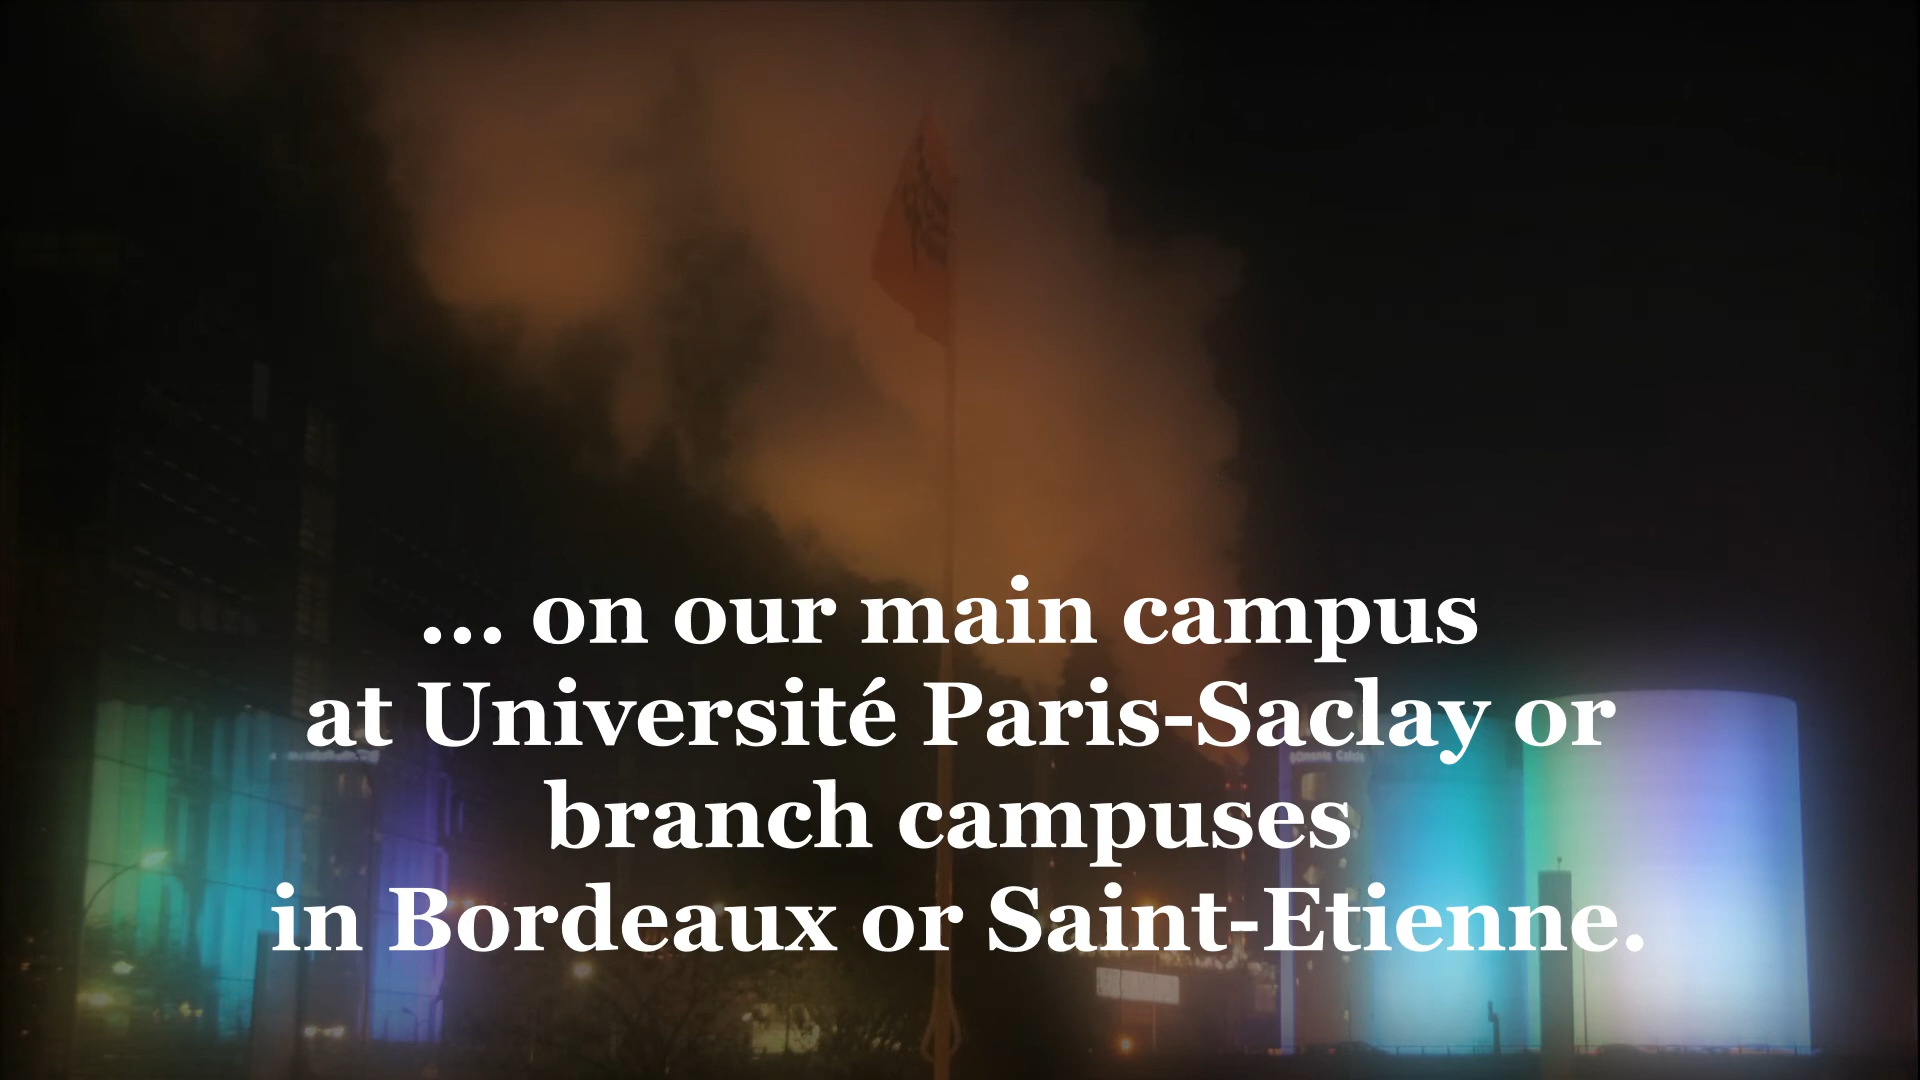 ... on our main campus
at Université Paris-Saclay or
branch campuses
in Bordeaux or Saint-Etienne.